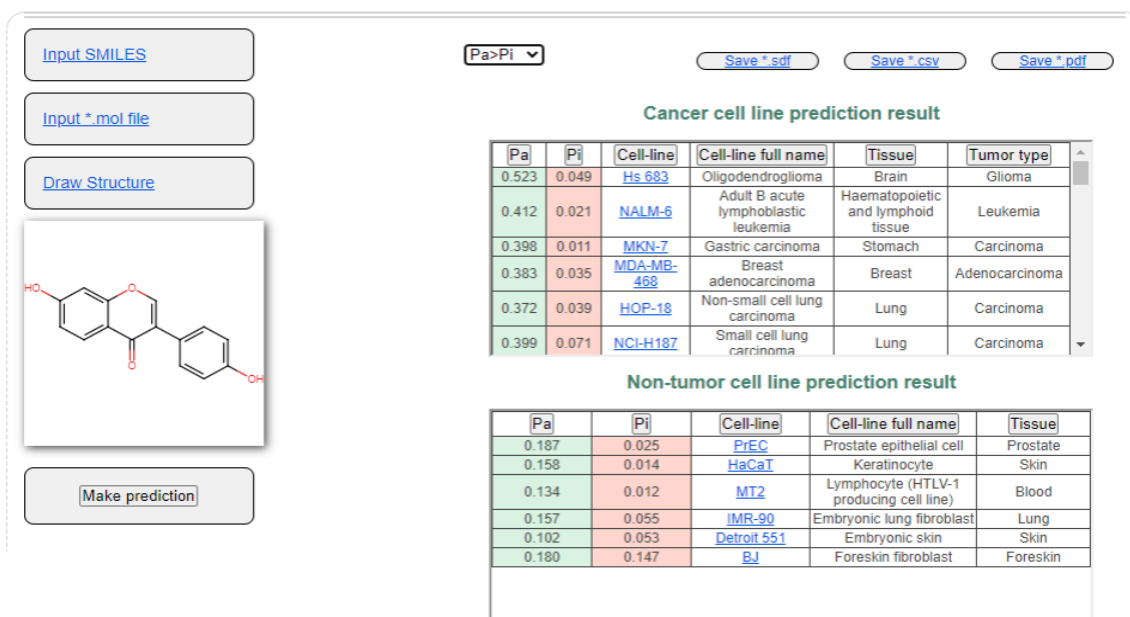 Input SMILES
Input *.mol file
Draw Structure
HO
O
O
OH
Make prediction
Pa>Pi
Save *.sdf
Save *.csv
Save *.pdf
Cancer cell line prediction result
Pa Pi Cell-line Cell-line full name Tissue Tumor type
0.523 0.049 Hs 683 Oligodendroglioma Brain Glioma
0.412 0.021 NALM-6 Adult B acute lymphoblastic leukemia Haematopoietic and lymphoid tissue Leukemia
0.398 0.011 MKN-7 Gastric carcinoma Stomach Carcinoma
0.383 0.035 MDA-MB-468 Breast adenocarcinoma Breast Adenocarcinoma
0.372 0.039 HOP-18 Non-small cell lung carcinoma Lung Carcinoma
0.399 0.071 NCI-H187 Small cell lung carcinoma Lung Carcinoma
Non-tumor cell line prediction result
Pa Pi Cell-line Cell-line full name Tissue
0.187 0.025 PrEC Prostate epithelial cell Prostate
0.158 0.014 HaCaT Keratinocyte Skin
0.134 0.012 MT2 Lymphocyte (HTLV-1 producing cell line) Blood
0.157 0.055 IMR-90 Embryonic lung fibroblast Lung
0.102 0.053 Detroit 551 Embryonic skin Skin
0.180 0.147 BJ Foreskin fibroblast Foreskin